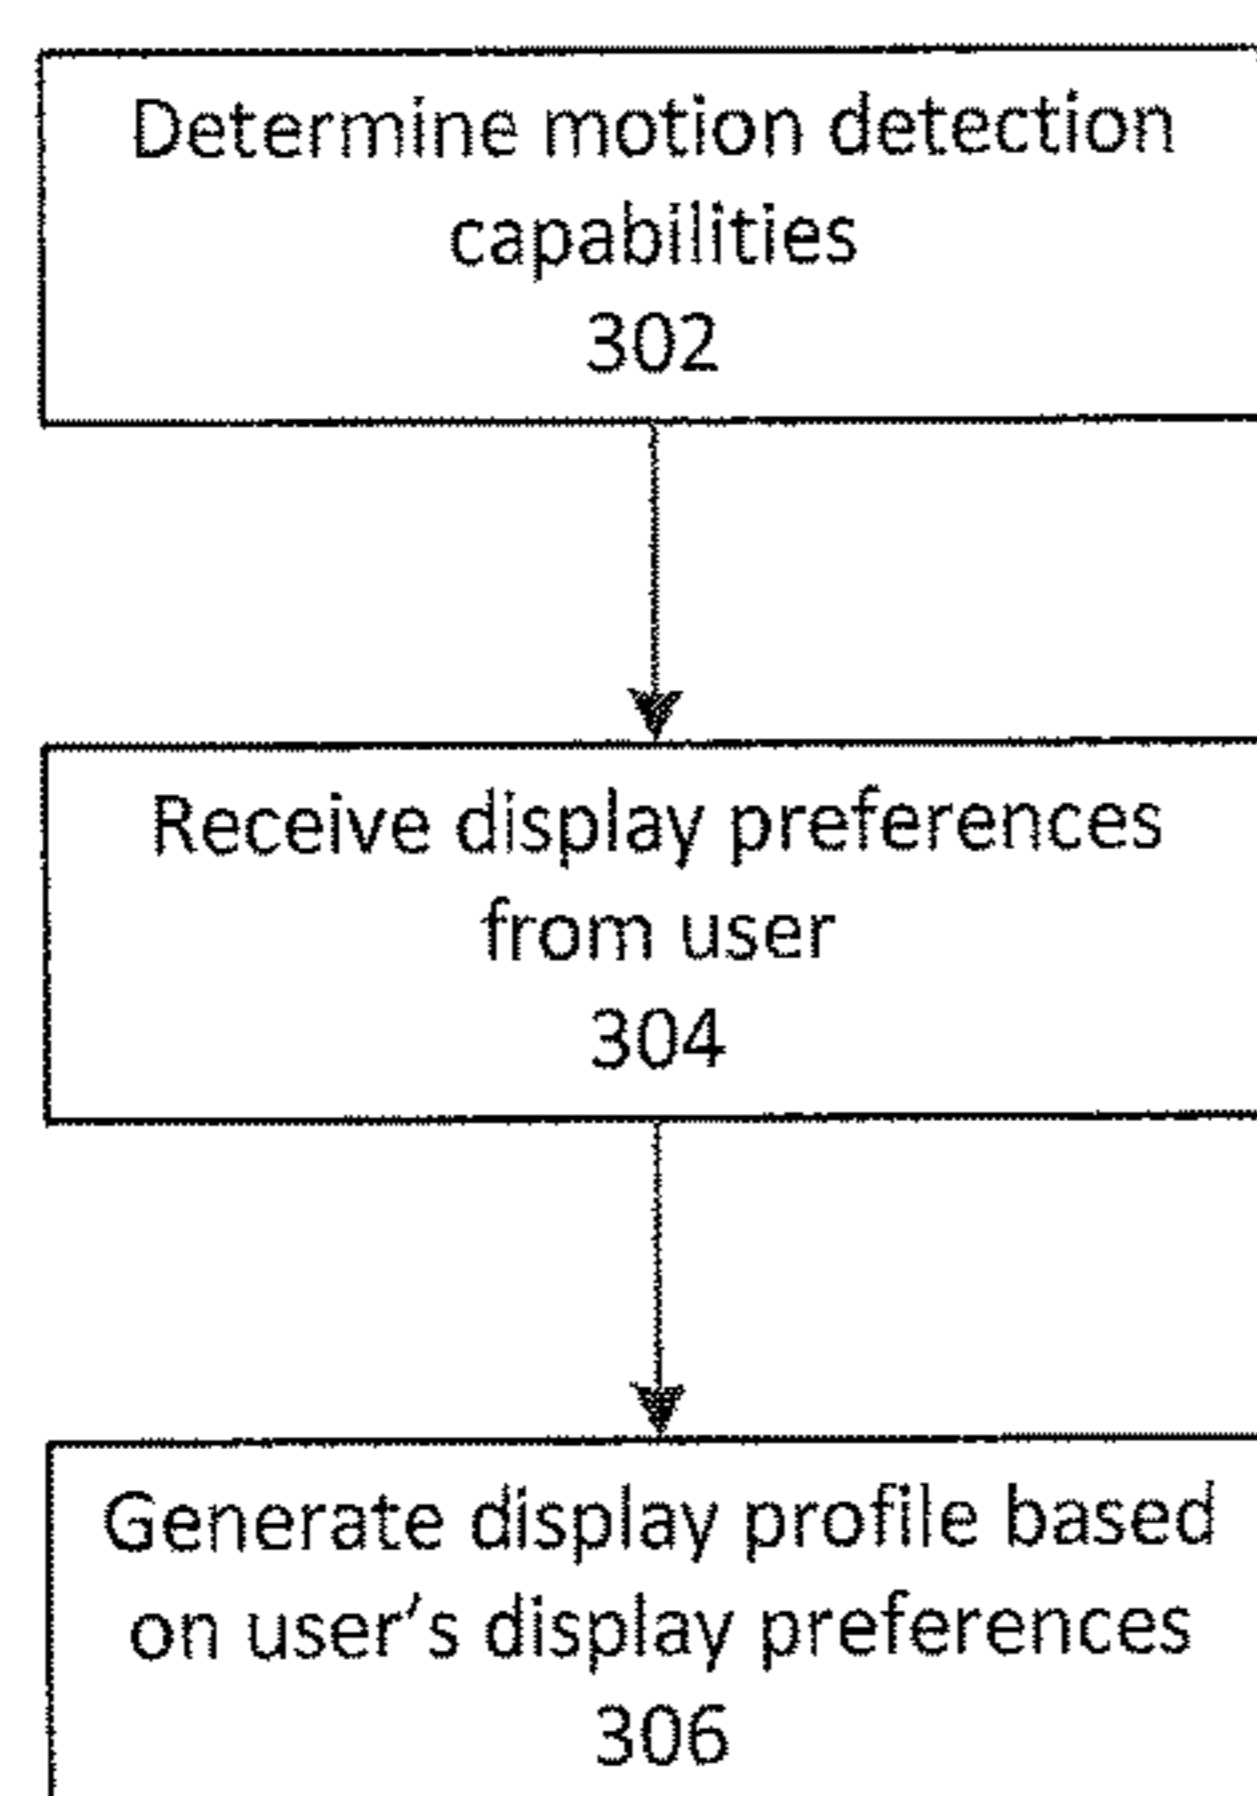 Determine motion detection
capabilities
302
Receive display preferences
from user
304
Generate display profile based
on user's display preferences
306